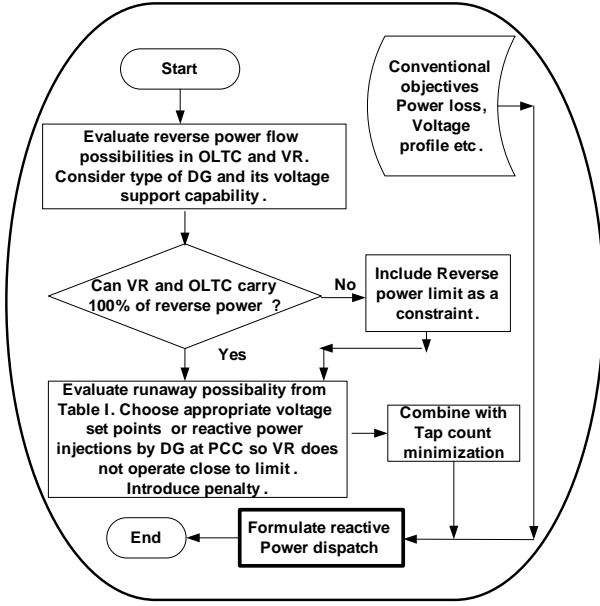 Start
Conventional
objectives
Power loss,
Voltage
profile etc.
Evaluate reverse power flow
possibilities in OLTC and VR.
Consider type of DG and its voltage
support capability.
Can VR and OLTC carry
100% of reverse power ?
No
Include Reverse
power limit as a
constraint.
Yes
Evaluate runaway possibality from
Table I. Choose appropriate voltage
set points or reactive power
injections by DG at PCC so VR does
not operate close to limit.
Introduce penalty.
Combine with
Tap count
minimization
Formulate reactive
Power dispatch
End